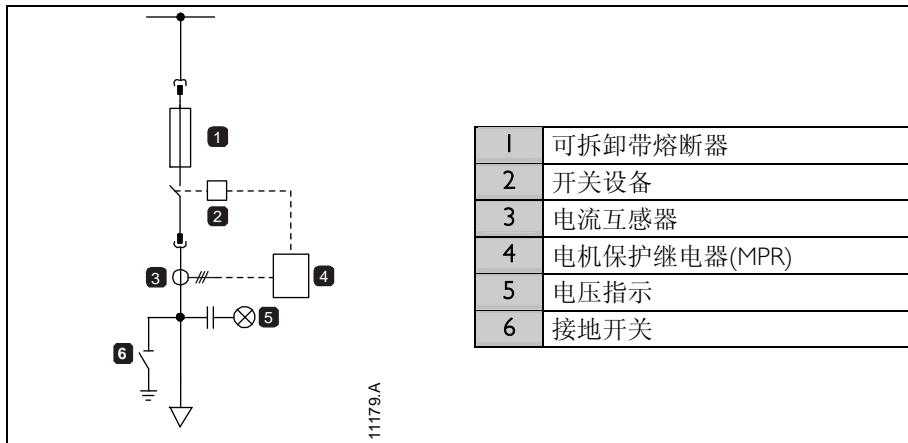 1
2
3
4
5
6
11179.A
1 可拆卸带熔断器
2 开关设备
3 电流互感器
4 电机保护继电器(MPR)
5 电压指示
6 接地开关